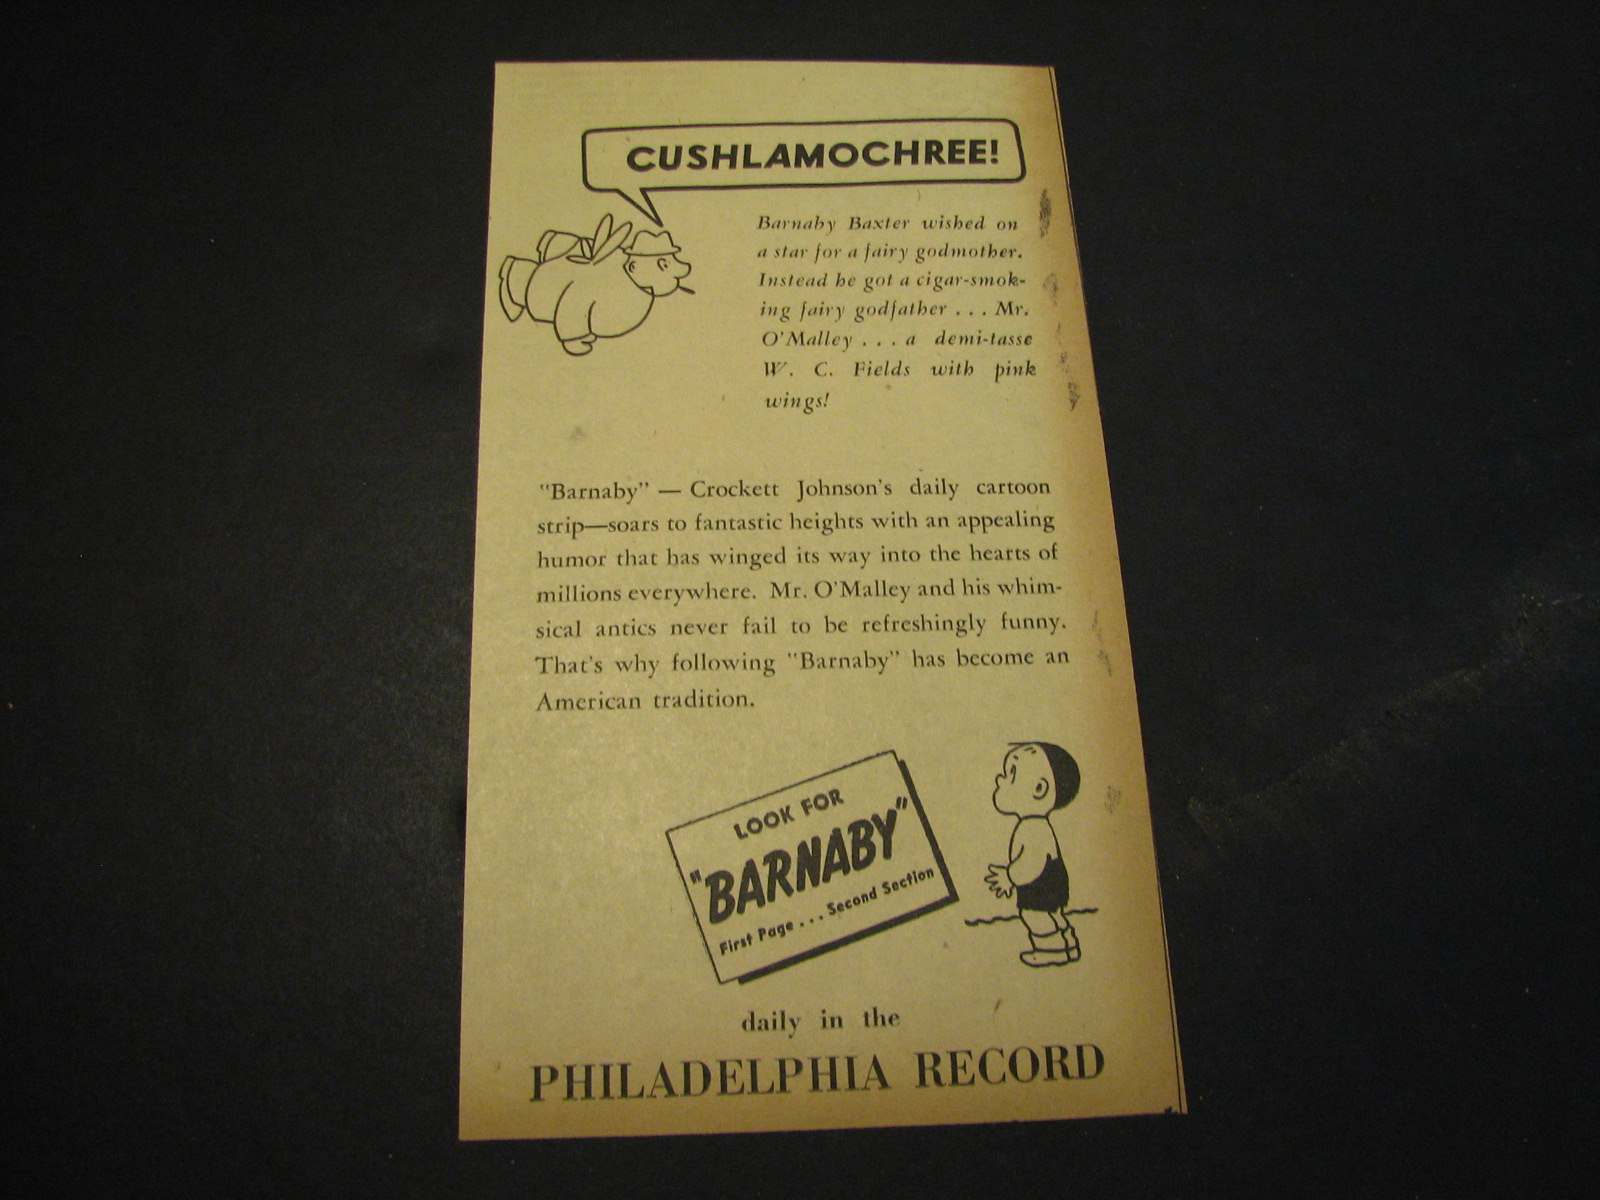 CUSHLAMOCHREE!
Barnaby Baxter wished on
a star for a fairy godmother.
Instead he got a cigar-smok-
ing fairy godfather . . . Mr.
O'Malley . . . a demi-tasse
W. C. Fields with pink
wings!
"Barnaby" — Crockett Johnson's daily cartoon
strip—soars to fantastic heights with an appealing
humor that has winged its way into the hearts of
millions everywhere. Mr. O'Malley and his whim-
sical antics never fail to be refreshingly funny.
That's why following "Barnaby" has become an
American tradition.
LOOK FOR
"BARNABY"
First Page . . . Second Section
daily in the
PHILADELPHIA RECORD